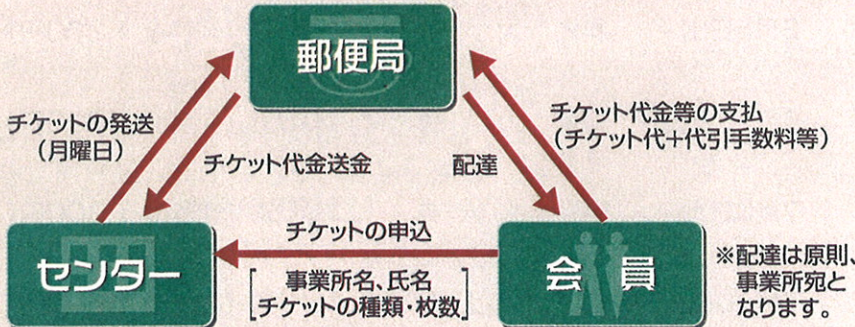 郵便局
チケットの発送
（月曜日）
チケット代金送金
配達
チケット代金等の支払
（チケット代＋代引手数料等）
センター
チケットの申込
事業所名、氏名
チケットの種類・枚数
会員
※配達は原則、
事業所宛と
なります。